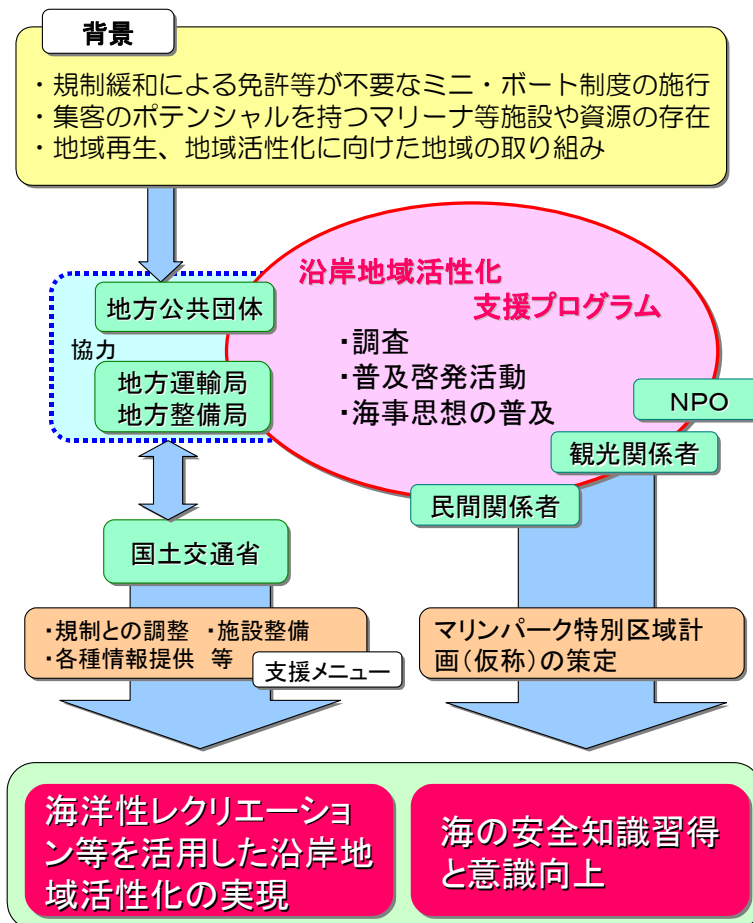 背景
・規制緩和による免許等が不要なミニ・ボート制度の施行
・集客のポテンシャルを持つマリーナ等施設や資源の存在
・地域再生、地域活性化に向けた地域の取り組み
沿岸地域活性化
支援プログラム
・調査
・普及啓発活動
・海事思想の普及
地方公共団体
協力
地方運輸局
地方整備局
NPO
観光関係者
民間関係者
国土交通省
・規制との調整 ・施設整備
・各種情報提供 等
支援メニュー
マリンパーク特別区域計
画(仮称)の策定
海洋性レクリエーショ
ン等を活用した沿岸地
域活性化の実現
海の安全知識習得
と意識向上